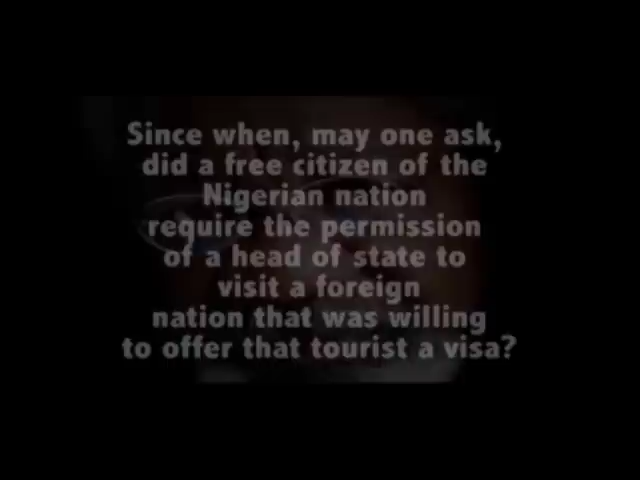 Since when, may one ask,
did a free citizen of the
Nigerian nation
require the permission
of a head of state to
visit a foreign
nation that was willing
to offer that tourist a visa?